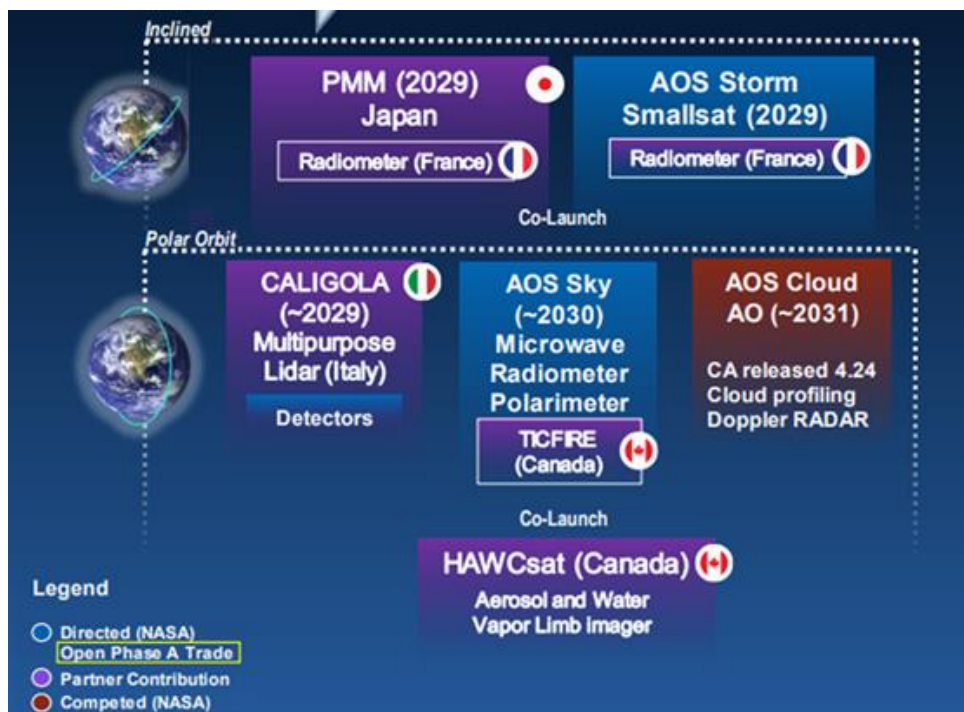 Inclined
PMM (2029)
Japan
Radiometer (France)
AOS Storm
Smallsat (2029)
Radiometer (France)
Co-Launch
Polar Orbit
CALIGOLA
(~2029)
Multipurpose
Lidar (Italy)
Detectors
AOS Sky
(~2030)
Microwave
Radiometer
Polarimeter
TICFIRE
(Canada)
AOS Cloud
AO (~2031)
CA released 4.24
Cloud profiling
Doppler RADAR
Co-Launch
HAWCsat (Canada)
Aerosol and Water
Vapor Limb imager
Legend
Directed (NASA)
Open Phase A Trade
Partner Contribution
Competed (NASA)